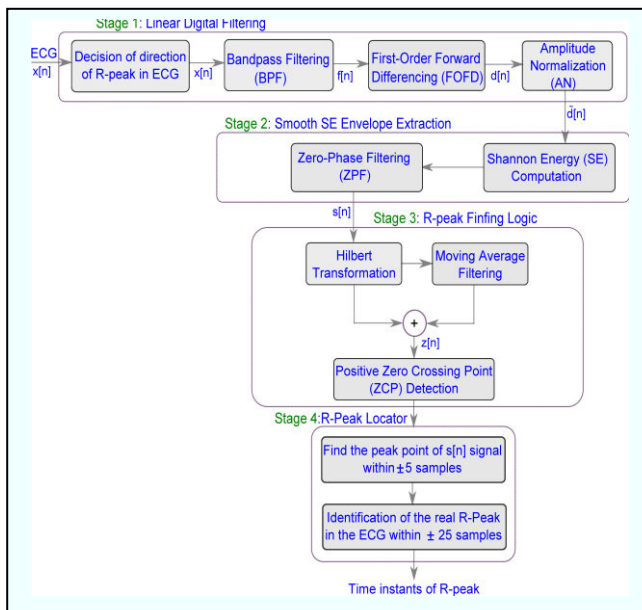 Stage 1: Linear Digital Filtering
ECG
x[n]
Decision of direction
of R-peak in ECG
x[n]
Bandpass Filtering
(BPF)
f[n]
First-Order Forward
Differencing (FOFD)
d[n]
Amplitude
Normalization
(AN)
d̃[n]
Stage 2: Smooth SE Envelope Extraction
Zero-Phase Filtering
(ZPF)
Shannon Energy (SE)
Computation
s[n]
Stage 3: R-peak Finfing Logic
Hilbert
Transformation
Moving Average
Filtering
+
z[n]
Positive Zero Crossing Point
(ZCP) Detection
Stage 4:R-Peak Locator
Find the peak point of s[n] signal
within ±5 samples
Identification of the real R-Peak
in the ECG within ± 25 samples
Time instants of R-peak